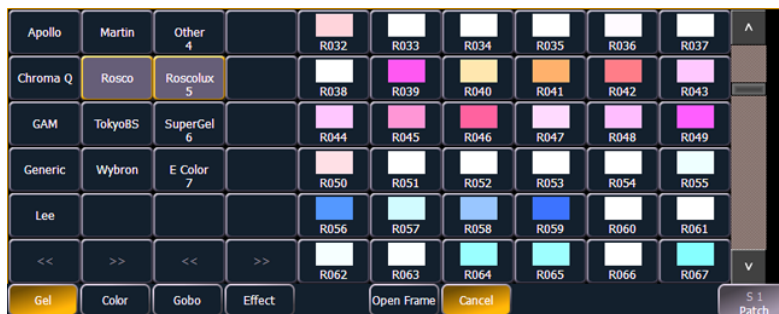 Apollo Martin Other 4 R032 R033 R034 R035 R036 R037 ∧
Chroma Q Rosco Roscolux 5 R038 R039 R040 R041 R042 R043
GAM TokyoBS SuperGel 6 R044 R045 R046 R047 R048 R049
Generic Wybron E Color 7 R050 R051 R052 R053 R054 R055
Lee R056 R057 R058 R059 R060 R061
<< >> << >> R062 R063 R064 R065 R066 R067 ∨
Gel Color Gobo Effect Open Frame Cancel S 1 Patch